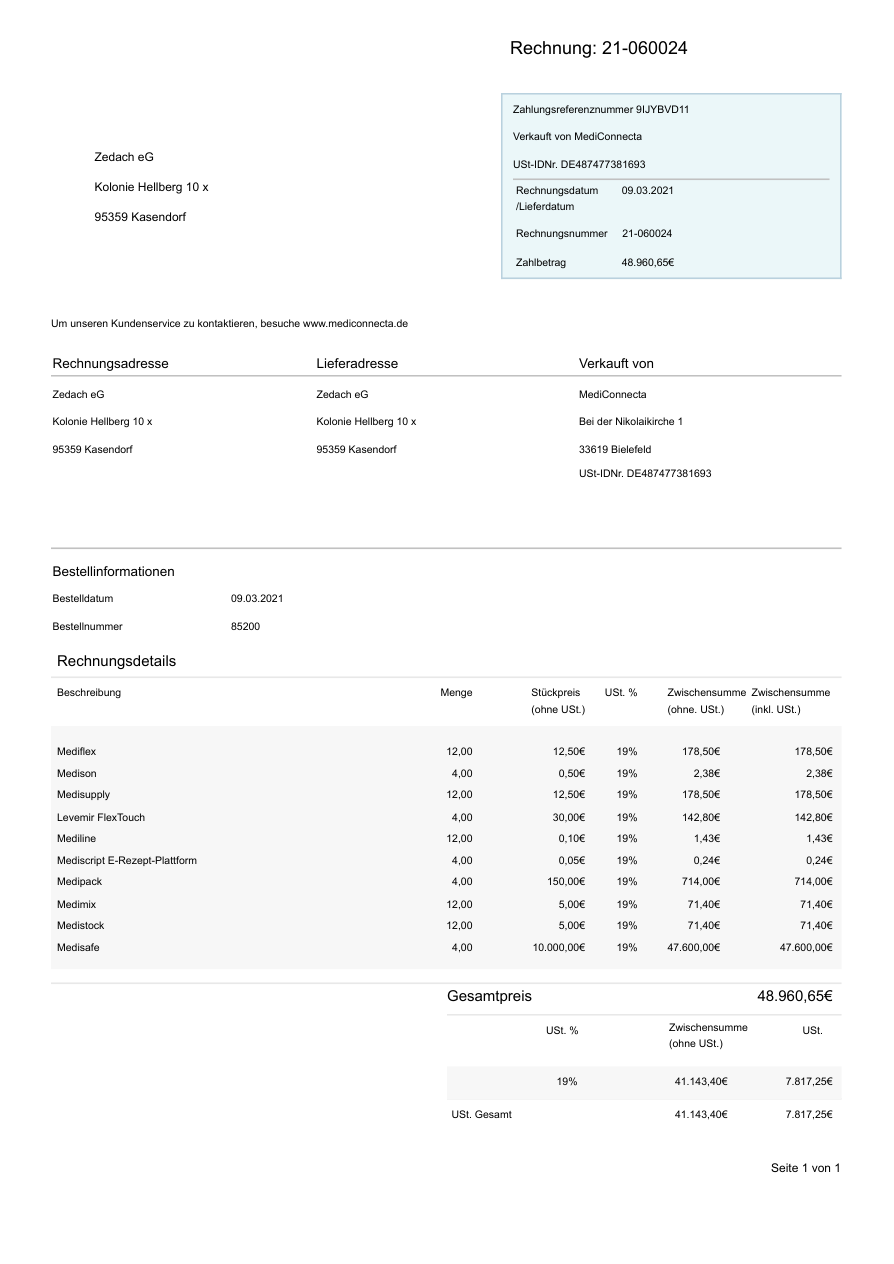 Rechnung: 21-060024
Zahlungsreferenznummer 9IJYBVD11
Verkauft von MediConnecta
USt-IDNr. DE487477381693
Rechnungsdatum 09.03.2021
/Lieferdatum
Rechnungsnummer 21-060024
Zahlbetrag 48.960,65€
Zedach eG
Kolonie Hellberg 10 x
95359 Kasendorf
Um unseren Kundenservice zu kontaktieren, besuche www.mediconnecta.de
Rechnungsadresse Lieferadresse Verkauft von
Zedach eG Zedach eG MediConnecta
Kolonie Hellberg 10 x Kolonie Hellberg 10 x Bei der Nikolaikirche 1
95359 Kasendorf 95359 Kasendorf 33619 Bielefeld
USt-IDNr. DE487477381693
Bestellinformationen
Bestelldatum 09.03.2021
Bestellnummer 85200
Rechnungsdetails
Beschreibung Menge Stückpreis USt. % Zwischensumme Zwischensumme
(ohne USt.) (ohne. USt.) (inkl. USt.)
Mediflex 12,00 12,50€ 19% 178,50€ 178,50€
Medison 4,00 0,50€ 19% 2,38€ 2,38€
Medisupply 12,00 12,50€ 19% 178,50€ 178,50€
Levemir FlexTouch 4,00 30,00€ 19% 142,80€ 142,80€
Mediline 12,00 0,10€ 19% 1,43€ 1,43€
Mediscript E-Rezept-Plattform 4,00 0,05€ 19% 0,24€ 0,24€
Medipack 4,00 150,00€ 19% 714,00€ 714,00€
Medimix 12,00 5,00€ 19% 71,40€ 71,40€
Medistock 12,00 5,00€ 19% 71,40€ 71,40€
Medisafe 4,00 10.000,00€ 19% 47.600,00€ 47.600,00€
Gesamtpreis 48.960,65€
USt. % Zwischensumme USt.
(ohne USt.)
19% 41.143,40€ 7.817,25€
USt. Gesamt 41.143,40€ 7.817,25€
Seite 1 von 1